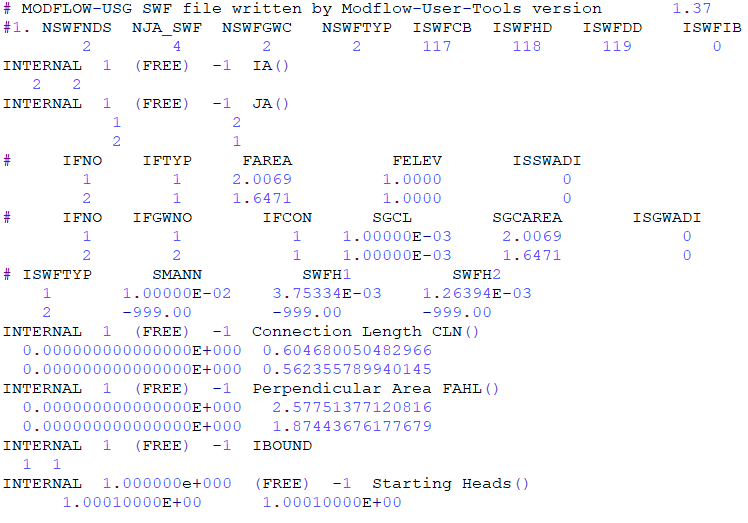 # MODFLOW-USG SWF file written by Modflow-User-Tools version 1.37
#1. NSWFNDS NJA_SWF NSWFGWC NSWFTYP ISWFCB ISWFHD ISWFDD ISWFIB
2 4 2 2 117 118 119 0
INTERNAL 1 (FREE) -1 IA()
2 2
INTERNAL 1 (FREE) -1 JA()
1 2
2 1
# IFNO IFTYP FAREA FELEV ISSWADI
1 1 2.0069 1.0000 0
2 1 1.6471 1.0000 0
# IFNO IFGWNO IFCON SGCL SGCAREA ISGWADI
1 1 1 1.00000E-03 2.0069 0
2 2 1 1.00000E-03 1.6471 0
# ISWFTYP SMANN SWFH1 SWFH2
1 1.00000E-02 3.75334E-03 1.26394E-03
2 -999.00 -999.00 -999.00
INTERNAL 1 (FREE) -1 Connection Length CLN()
0.000000000000000E+000 0.604680050482966
0.000000000000000E+000 0.562355789940145
INTERNAL 1 (FREE) -1 Perpendicular Area FAHL()
0.000000000000000E+000 2.57751377120816
0.000000000000000E+000 1.87443676177679
INTERNAL 1 (FREE) -1 IBOUND
1 1
INTERNAL 1.000000e+000 (FREE) -1 Starting Heads()
1.00010000E+00 1.00010000E+00